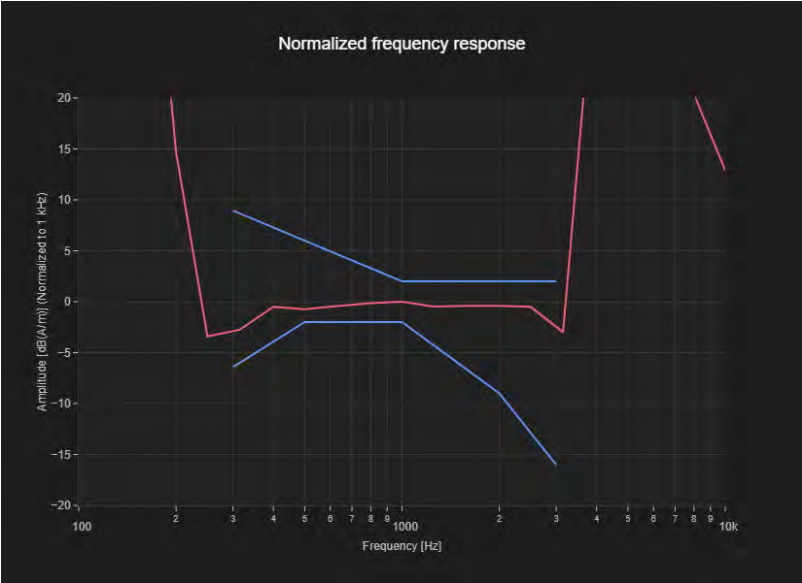 Normalized frequency response
Amplitude [dB(A/m)] (Normalized to 1 kHz)
20
15
10
5
0
−5
−10
−15
−20
100 2 3 4 5 6 7 8 9 1000 2 3 4 5 6 7 8 9 10k
Frequency [Hz]